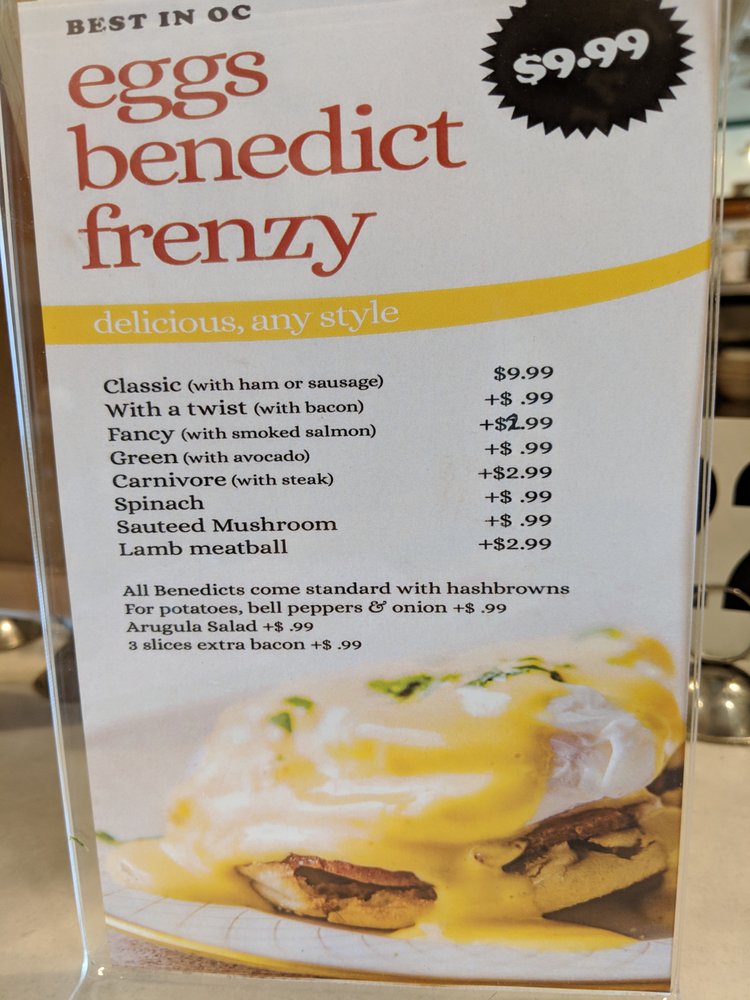 BEST IN OC
$9.99
eggs
benedict
frenzy
delicious, any style
Classic (with ham or sausage) $9.99
With a twist (with bacon) +$ .99
Fancy (with smoked salmon) +$2.99
Green (with avocado) +$ .99
Carnivore (with steak) +$2.99
Spinach +$ .99
Sauteed Mushroom +$ .99
Lamb meatball +$2.99
All Benedicts come standard with hashbrowns
For potatoes, bell peppers & onion +$ .99
Arugula Salad +$ .99
3 slices extra bacon +$ .99